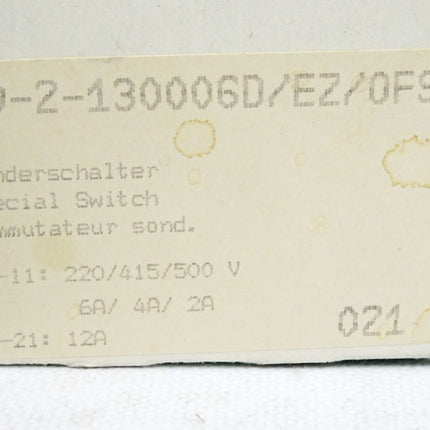 0-2-130006D/EZ/0FS
nderschalter
ecial Switch
mmutateur sond.
-11: 220/415/500 V
6A/ 4A/ 2A
-21: 12A
021